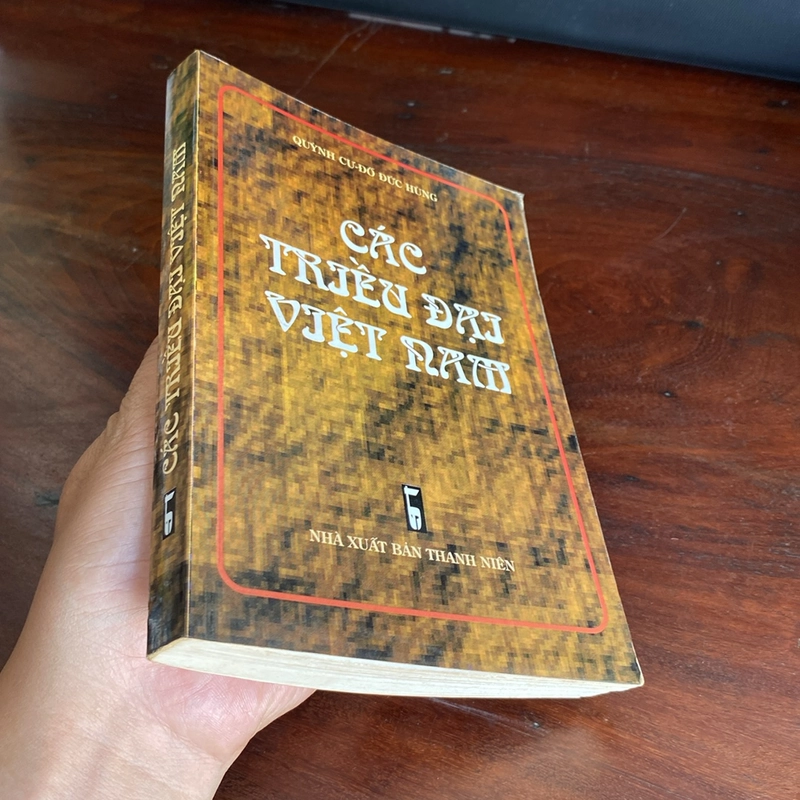 QUỲNH CƯ-ĐỖ ĐỨC HÙNG
CÁC
TRIỀU ĐẠI
VIỆT NAM
NHÀ XUẤT BẢN THANH NIÊN
CÁC TRIỀU ĐẠI VIỆT NAM